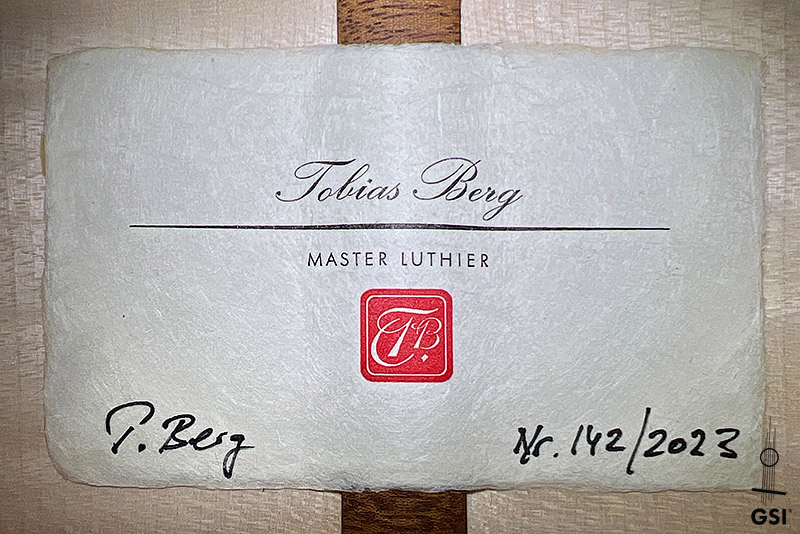 Tobias Berg
MASTER LUTHIER
TB
T. Berg
Nr. 142/2023
GSI